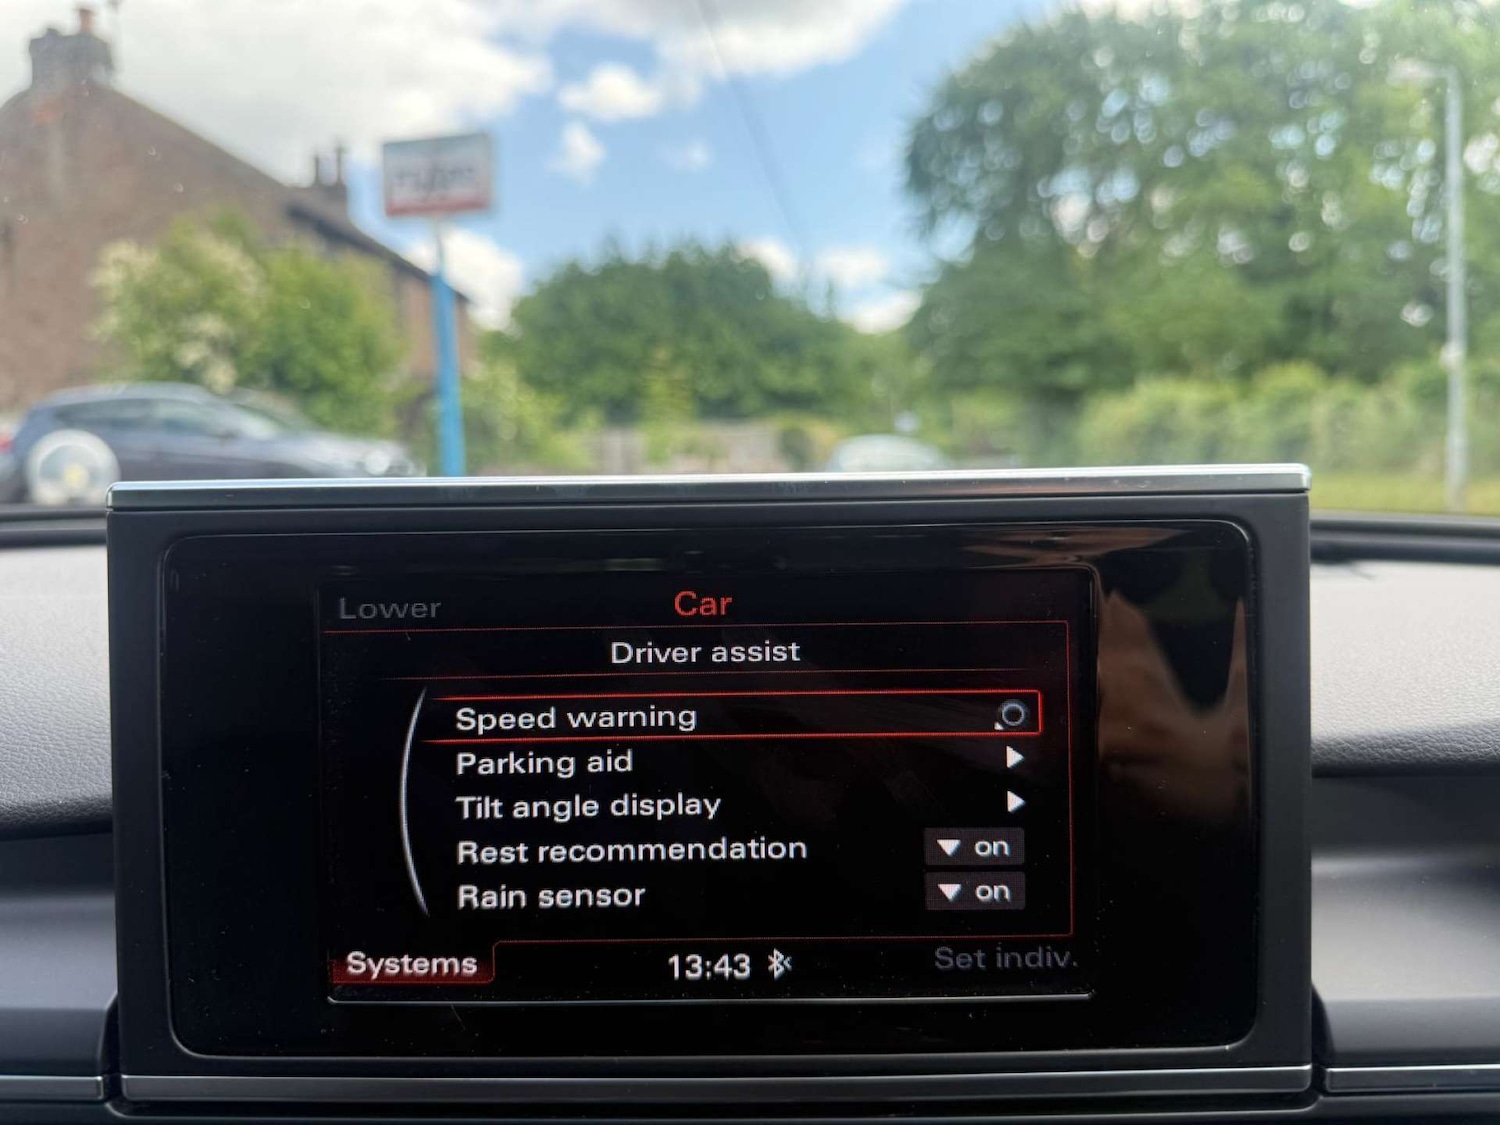 Lower
Car
Driver assist
Speed warning
Parking aid
Tilt angle display
Rest recommendation
on
Rain sensor
on
Systems
13:43
Set indiv.